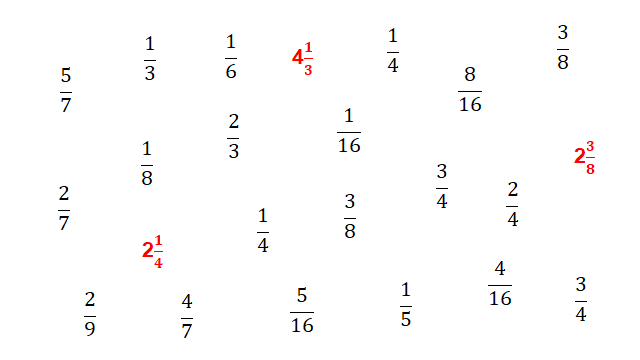 5/7 1/3 1/6 4 1/3 1/4 8/16 3/8
1/8 2/3 1/16 3/4 2 3/8
2/7 2 1/4 1/4 3/8 2/4
2/9 4/7 5/16 1/5 4/16 3/4